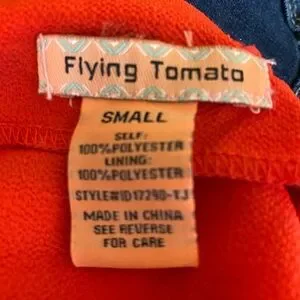 Flying Tomato
SMALL
SELF:
100%POLYESTER
LINING:
100%POLYESTER
STYLE#ID17290-TJ
MADE IN CHINA
SEE REVERSE
FOR CARE